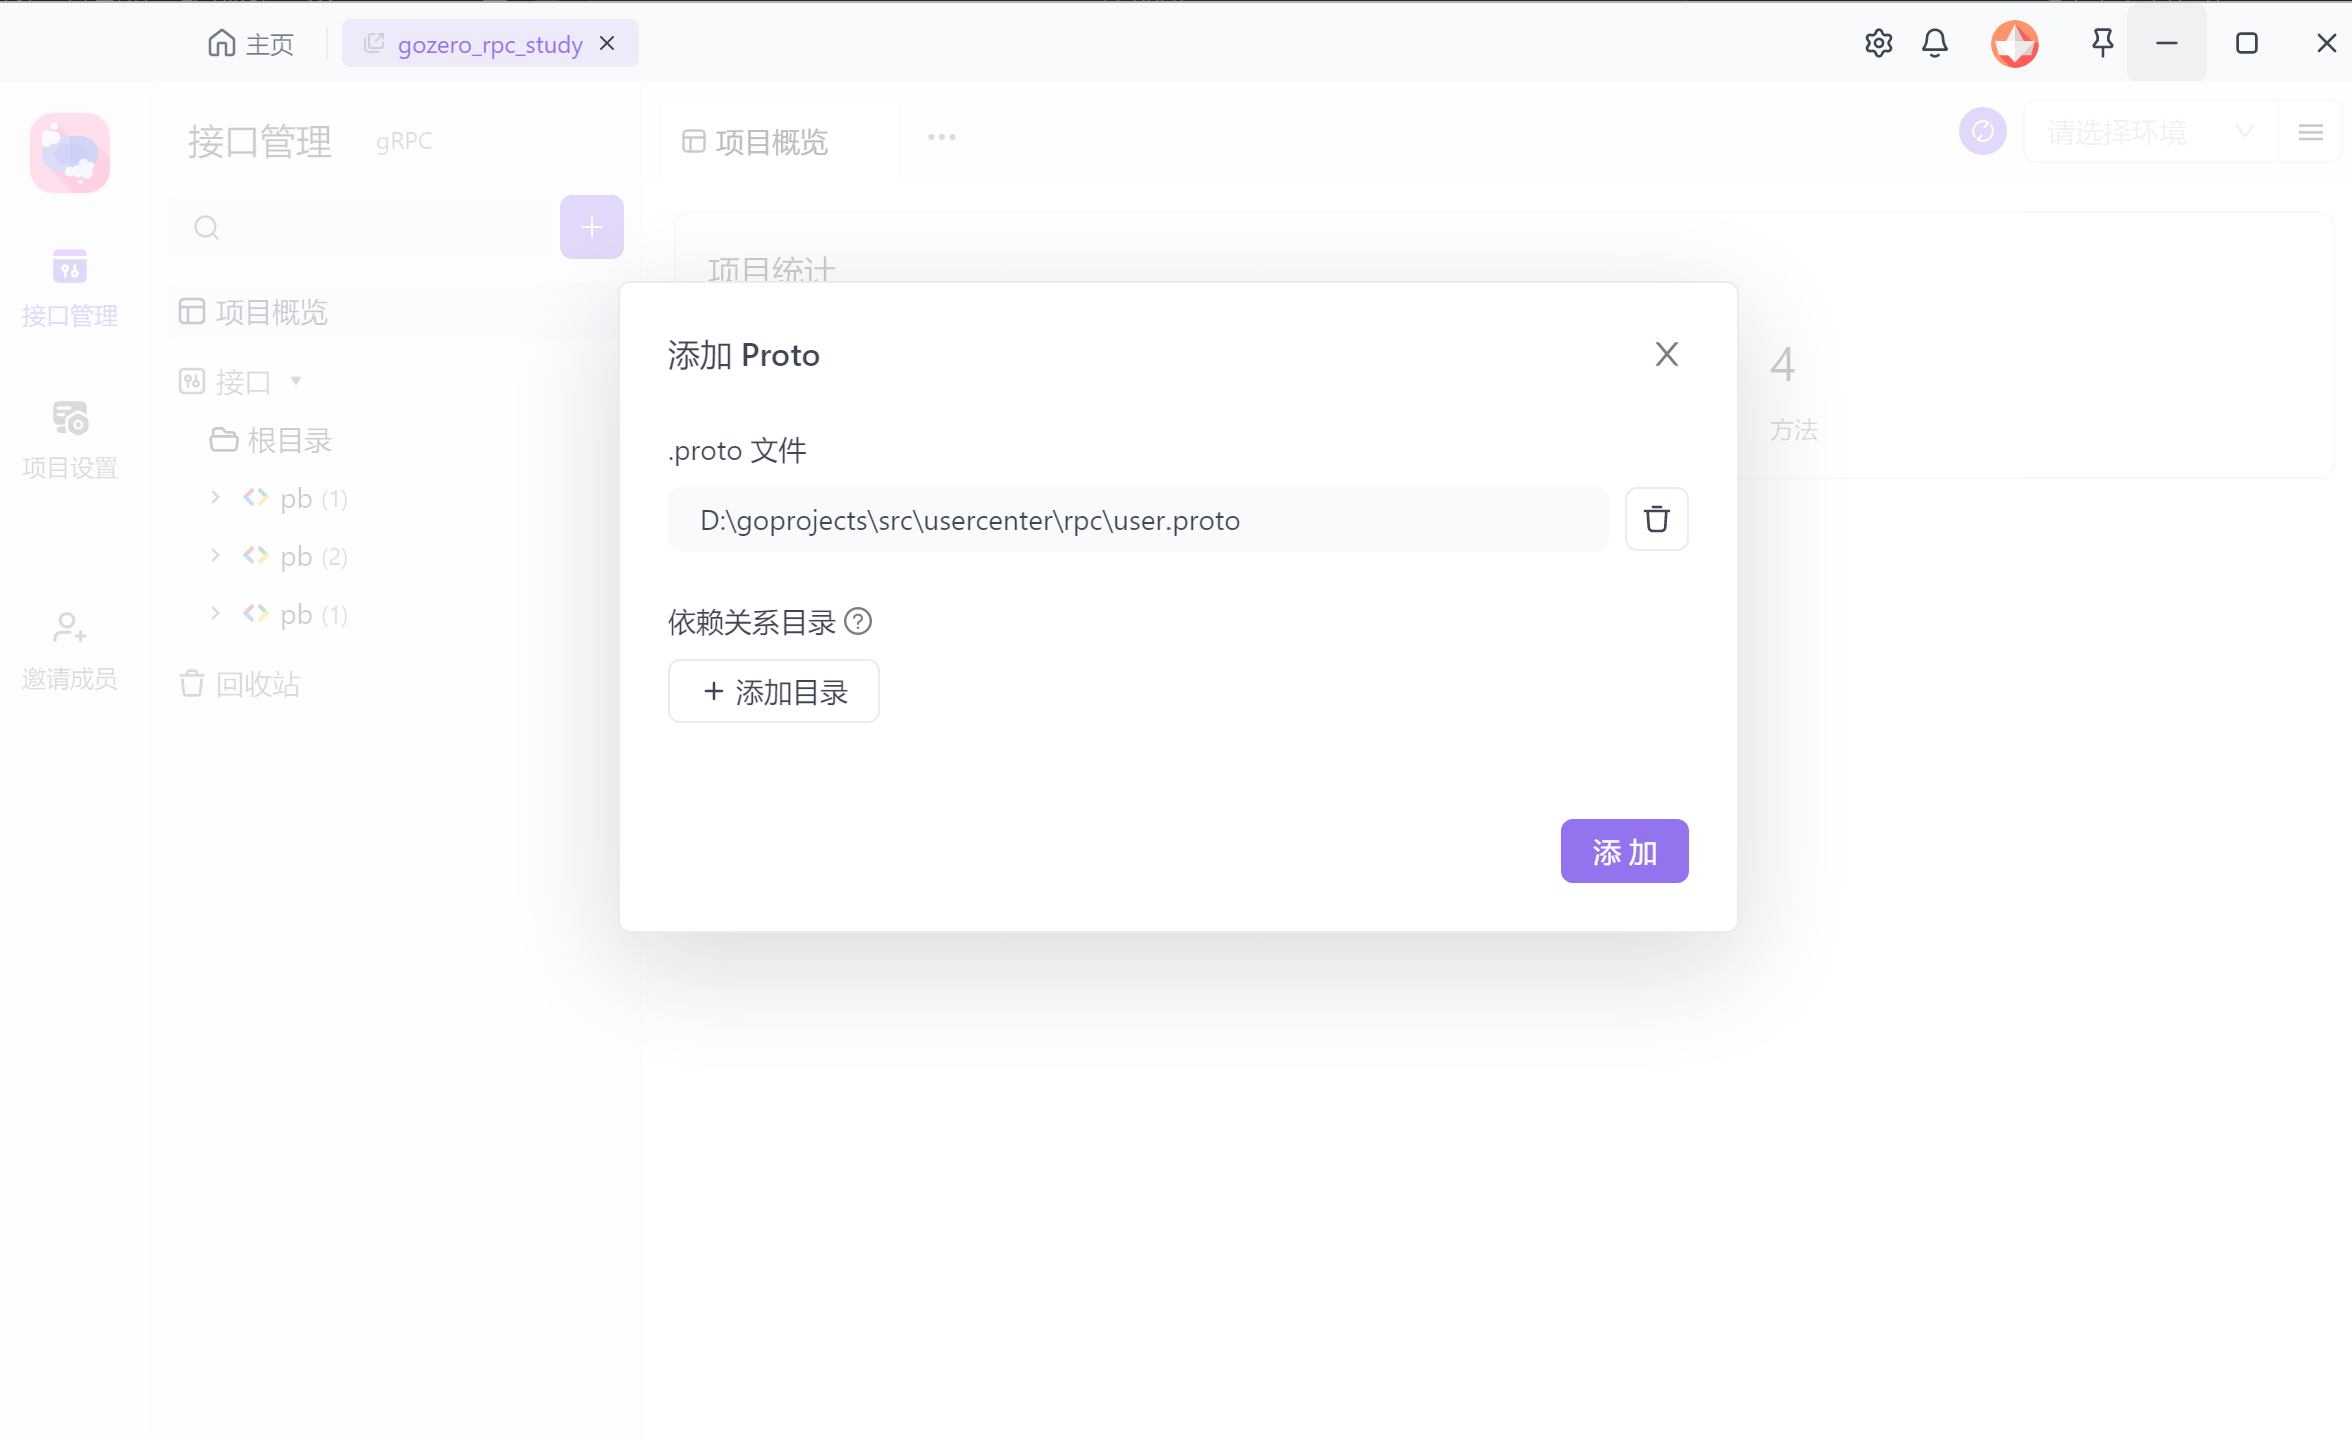 主页
gozero_rpc_study
接口管理
gRPC
项目概览
请选择环境
接口管理
项目设置
邀请成员
项目概览
接口
根目录
pb (1)
pb (2)
pb (1)
回收站
项目统计
4
方法
添加 Proto
.proto 文件
D:\goprojects\src\usercenter\rpc\user.proto
依赖关系目录
添加目录
添 加